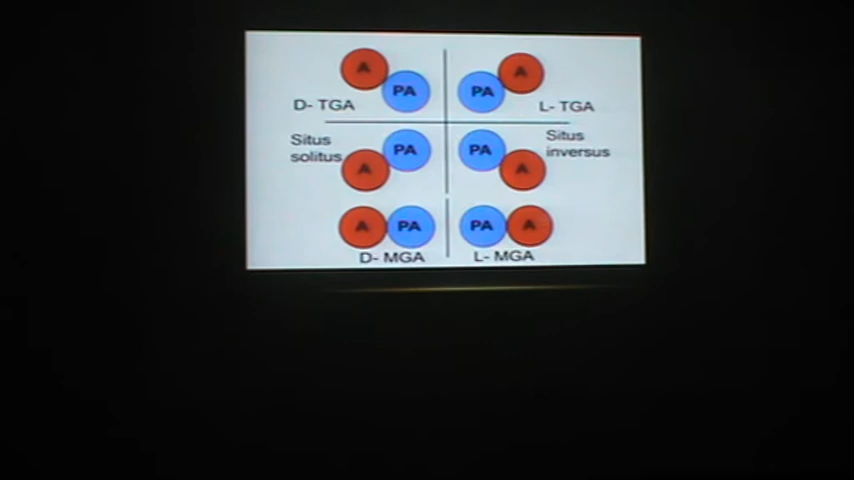 A
PA
D- TGA
A
PA
L- TGA
Situs
solitus
PA
A
PA
A
Situs
inversus
A
PA
D- MGA
PA
A
L- MGA